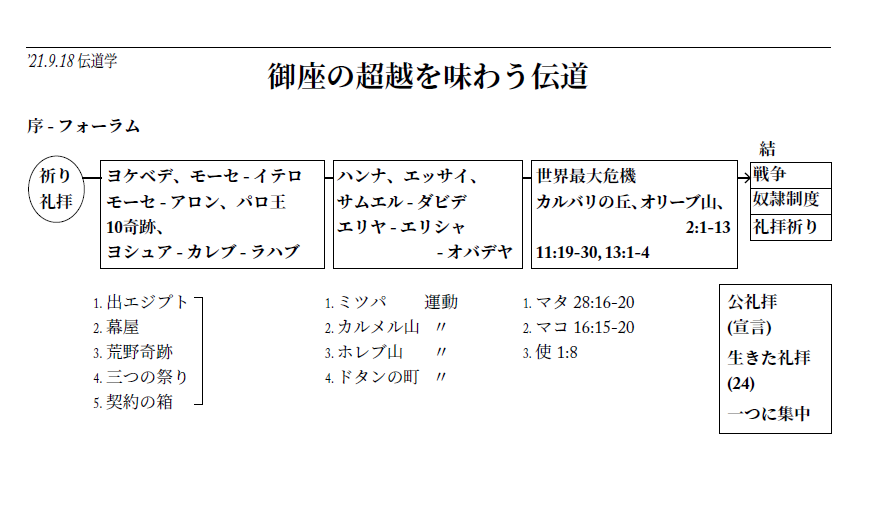 ’21.9.18 伝道学
御座の超越を味わう伝道
序 - フォーラム
祈り
礼拝
ヨケベデ、モーセ - イテロ
モーセ - アロン、パロ王
10奇跡、
ヨシュア - カレブ - ラハブ
ハンナ、エッサイ、
サムエル - ダビデ
エリヤ - エリシャ
- オバデヤ
世界最大危機
カルバリの丘、オリーブ山、
2:1-13
11:19-30, 13:1-4
結
戦争
奴隷制度
礼拝祈り
1. 出エジプト
2. 幕屋
3. 荒野奇跡
4. 三つの祭り
5. 契約の箱
1. ミツパ 運動
2. カルメル山 〃
3. ホレブ山 〃
4. ドタンの町 〃
1. マタ 28:16-20
2. マコ 16:15-20
3. 使 1:8
公礼拝
(宣言)
生きた礼拝
(24)
一つに集中